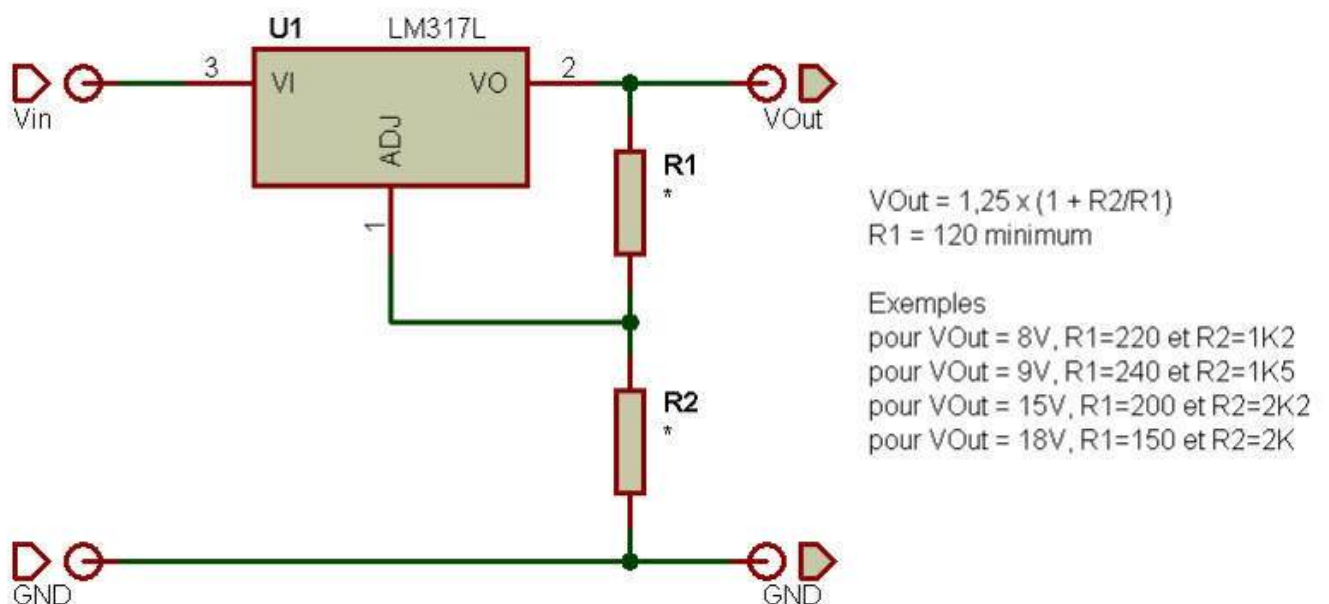 U1 LM317L
3 VI VO 2
Vin VOut
ADJ
1
R1
*
R2
*
GND GND
VOut = 1,25 x (1 + R2/R1)
R1 = 120 minimum
Exemples
pour VOut = 8V, R1=220 et R2=1K2
pour VOut = 9V, R1=240 et R2=1K5
pour VOut = 15V, R1=200 et R2=2K2
pour VOut = 18V, R1=150 et R2=2K